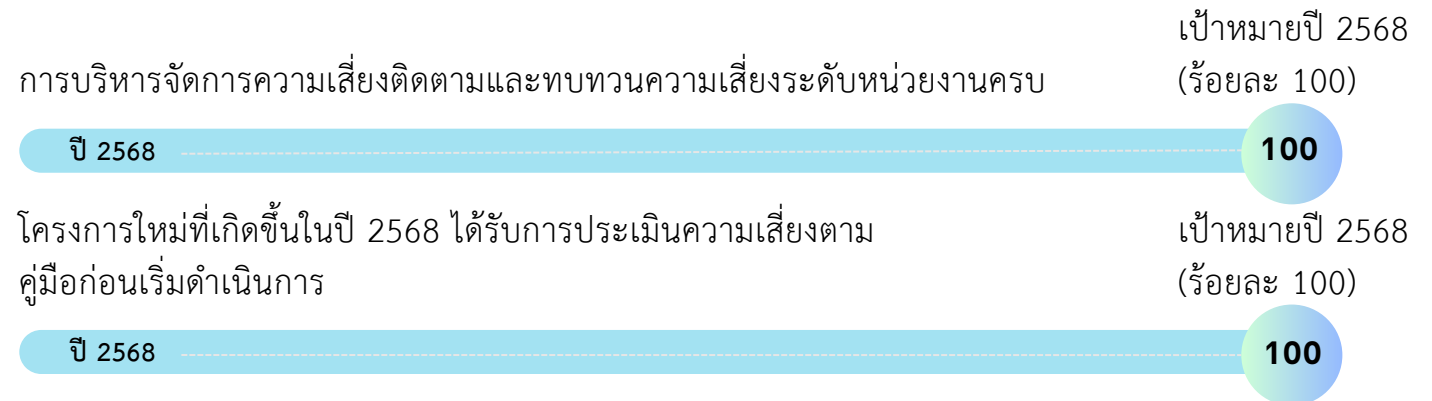 เป้าหมายปี 2568
การบริหารจัดการความเสี่ยงติดตามและทบทวนความเสี่ยงระดับหน่วยงานครบ (ร้อยละ 100)
ปี 2568 100
โครงการใหม่ที่เกิดขึ้นในปี 2568 ได้รับการประเมินความเสี่ยงตาม เป้าหมายปี 2568
คู่มือก่อนเริ่มดำเนินการ (ร้อยละ 100)
ปี 2568 100